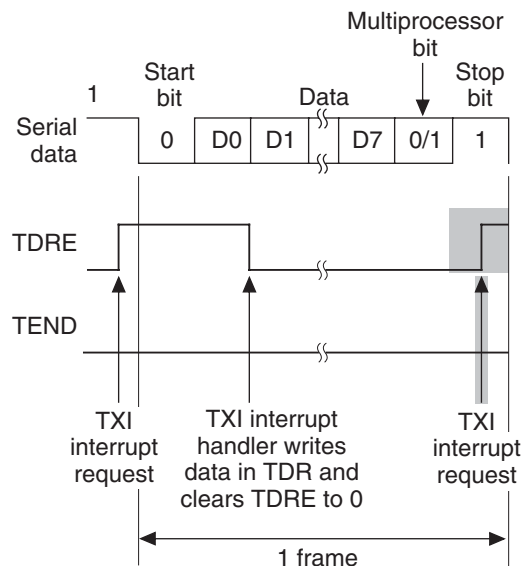 Multiprocessor
bit
Start
bit
Data
Stop
bit
1
Serial
data
0
D0
D1
D7
0/1
1
TDRE
TEND
TXI
interrupt
request
TXI interrupt
handler writes
data in TDR and
clears TDRE to 0
TXI
interrupt
request
1 frame